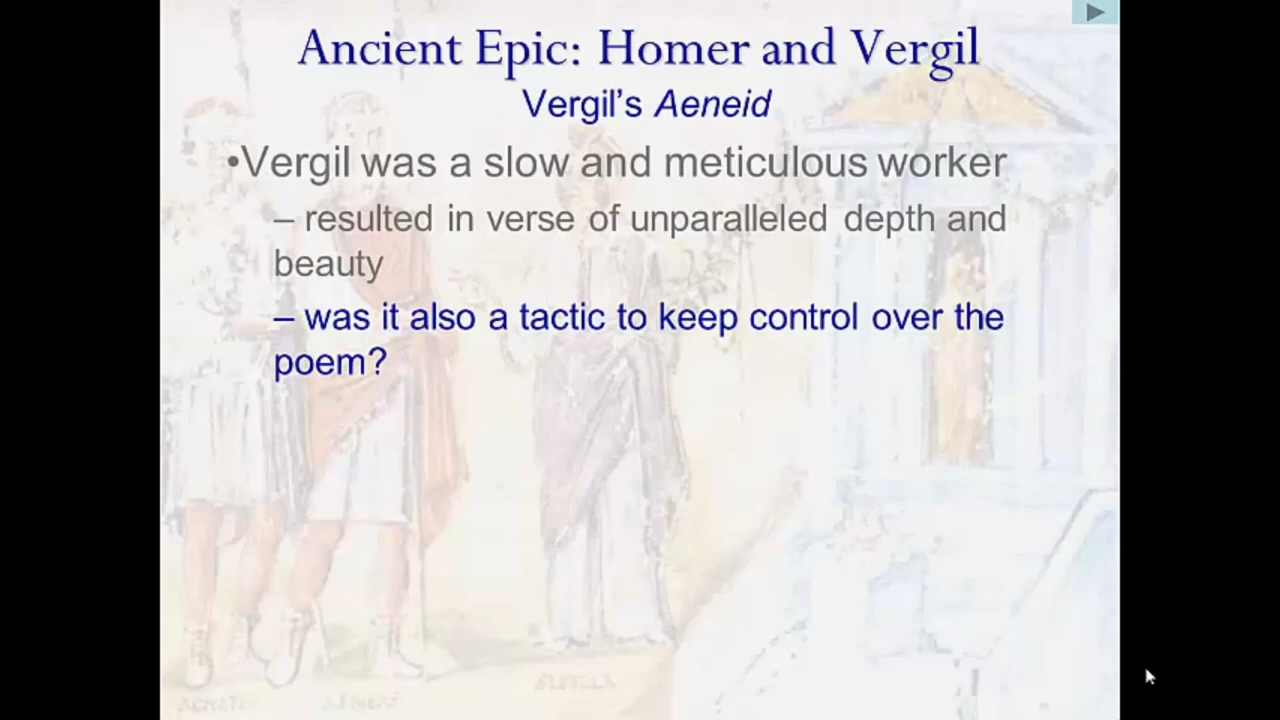 Ancient Epic: Homer and Vergil
Vergil's Aeneid
•Vergil was a slow and meticulous worker
– resulted in verse of unparalleled depth and
beauty
– was it also a tactic to keep control over the
poem?